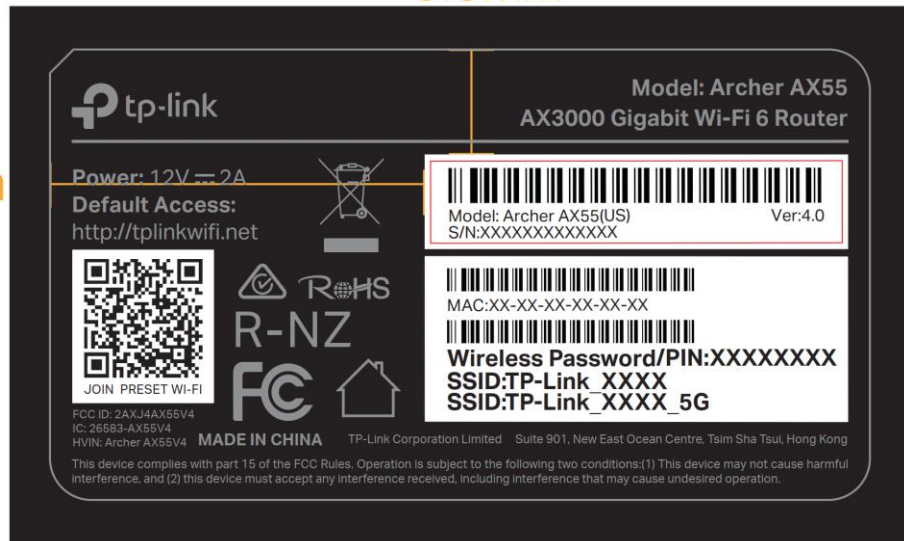 tp-link
Model: Archer AX55
AX3000 Gigabit Wi-Fi 6 Router
Power: 12V ⎓ 2A
Default Access:
http://tplinkwifi.net
Model: Archer AX55(US) Ver:4.0
S/N:XXXXXXXXXXXXX
MAC:XX-XX-XX-XX-XX-XX
Wireless Password/PIN:XXXXXXXX
SSID:TP-Link_XXXX
SSID:TP-Link_XXXX_5G
RoHS
R-NZ
FC
JOIN PRESET WI-FI
FCC ID: 2AXJ4AX55V4
IC: 26583-AX55V4
HVIN: Archer AX55V4
MADE IN CHINA
TP-Link Corporation Limited Suite 901, New East Ocean Centre, Tsim Sha Tsui, Hong Kong
This device complies with part 15 of the FCC Rules. Operation is subject to the following two conditions:(1) This device may not cause harmful
interference, and (2) this device must accept any interference received, including interference that may cause undesired operation.